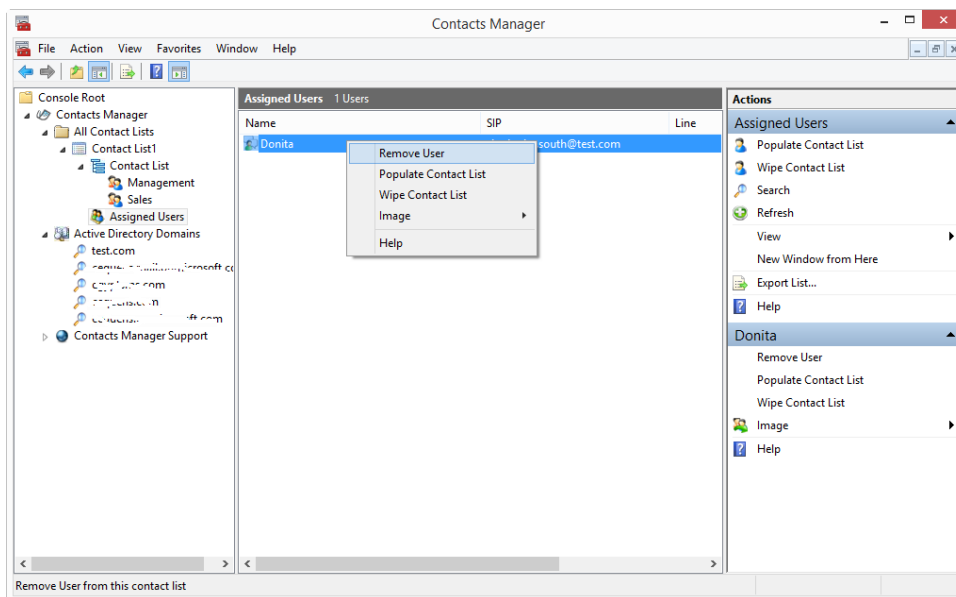 Contacts Manager
File Action View Favorites Window Help
Console Root
Contacts Manager
All Contact Lists
Contact List1
Contact List
Management
Sales
Assigned Users
Active Directory Domains
test.com
com
Contacts Manager Support
Assigned Users 1 Users
Name SIP Line
Donita south@test.com
Remove User
Populate Contact List
Wipe Contact List
Image
Help
Actions
Assigned Users
Populate Contact List
Wipe Contact List
Search
Refresh
View
New Window from Here
Export List...
Help
Donita
Remove User
Populate Contact List
Wipe Contact List
Image
Help
Remove User from this contact list